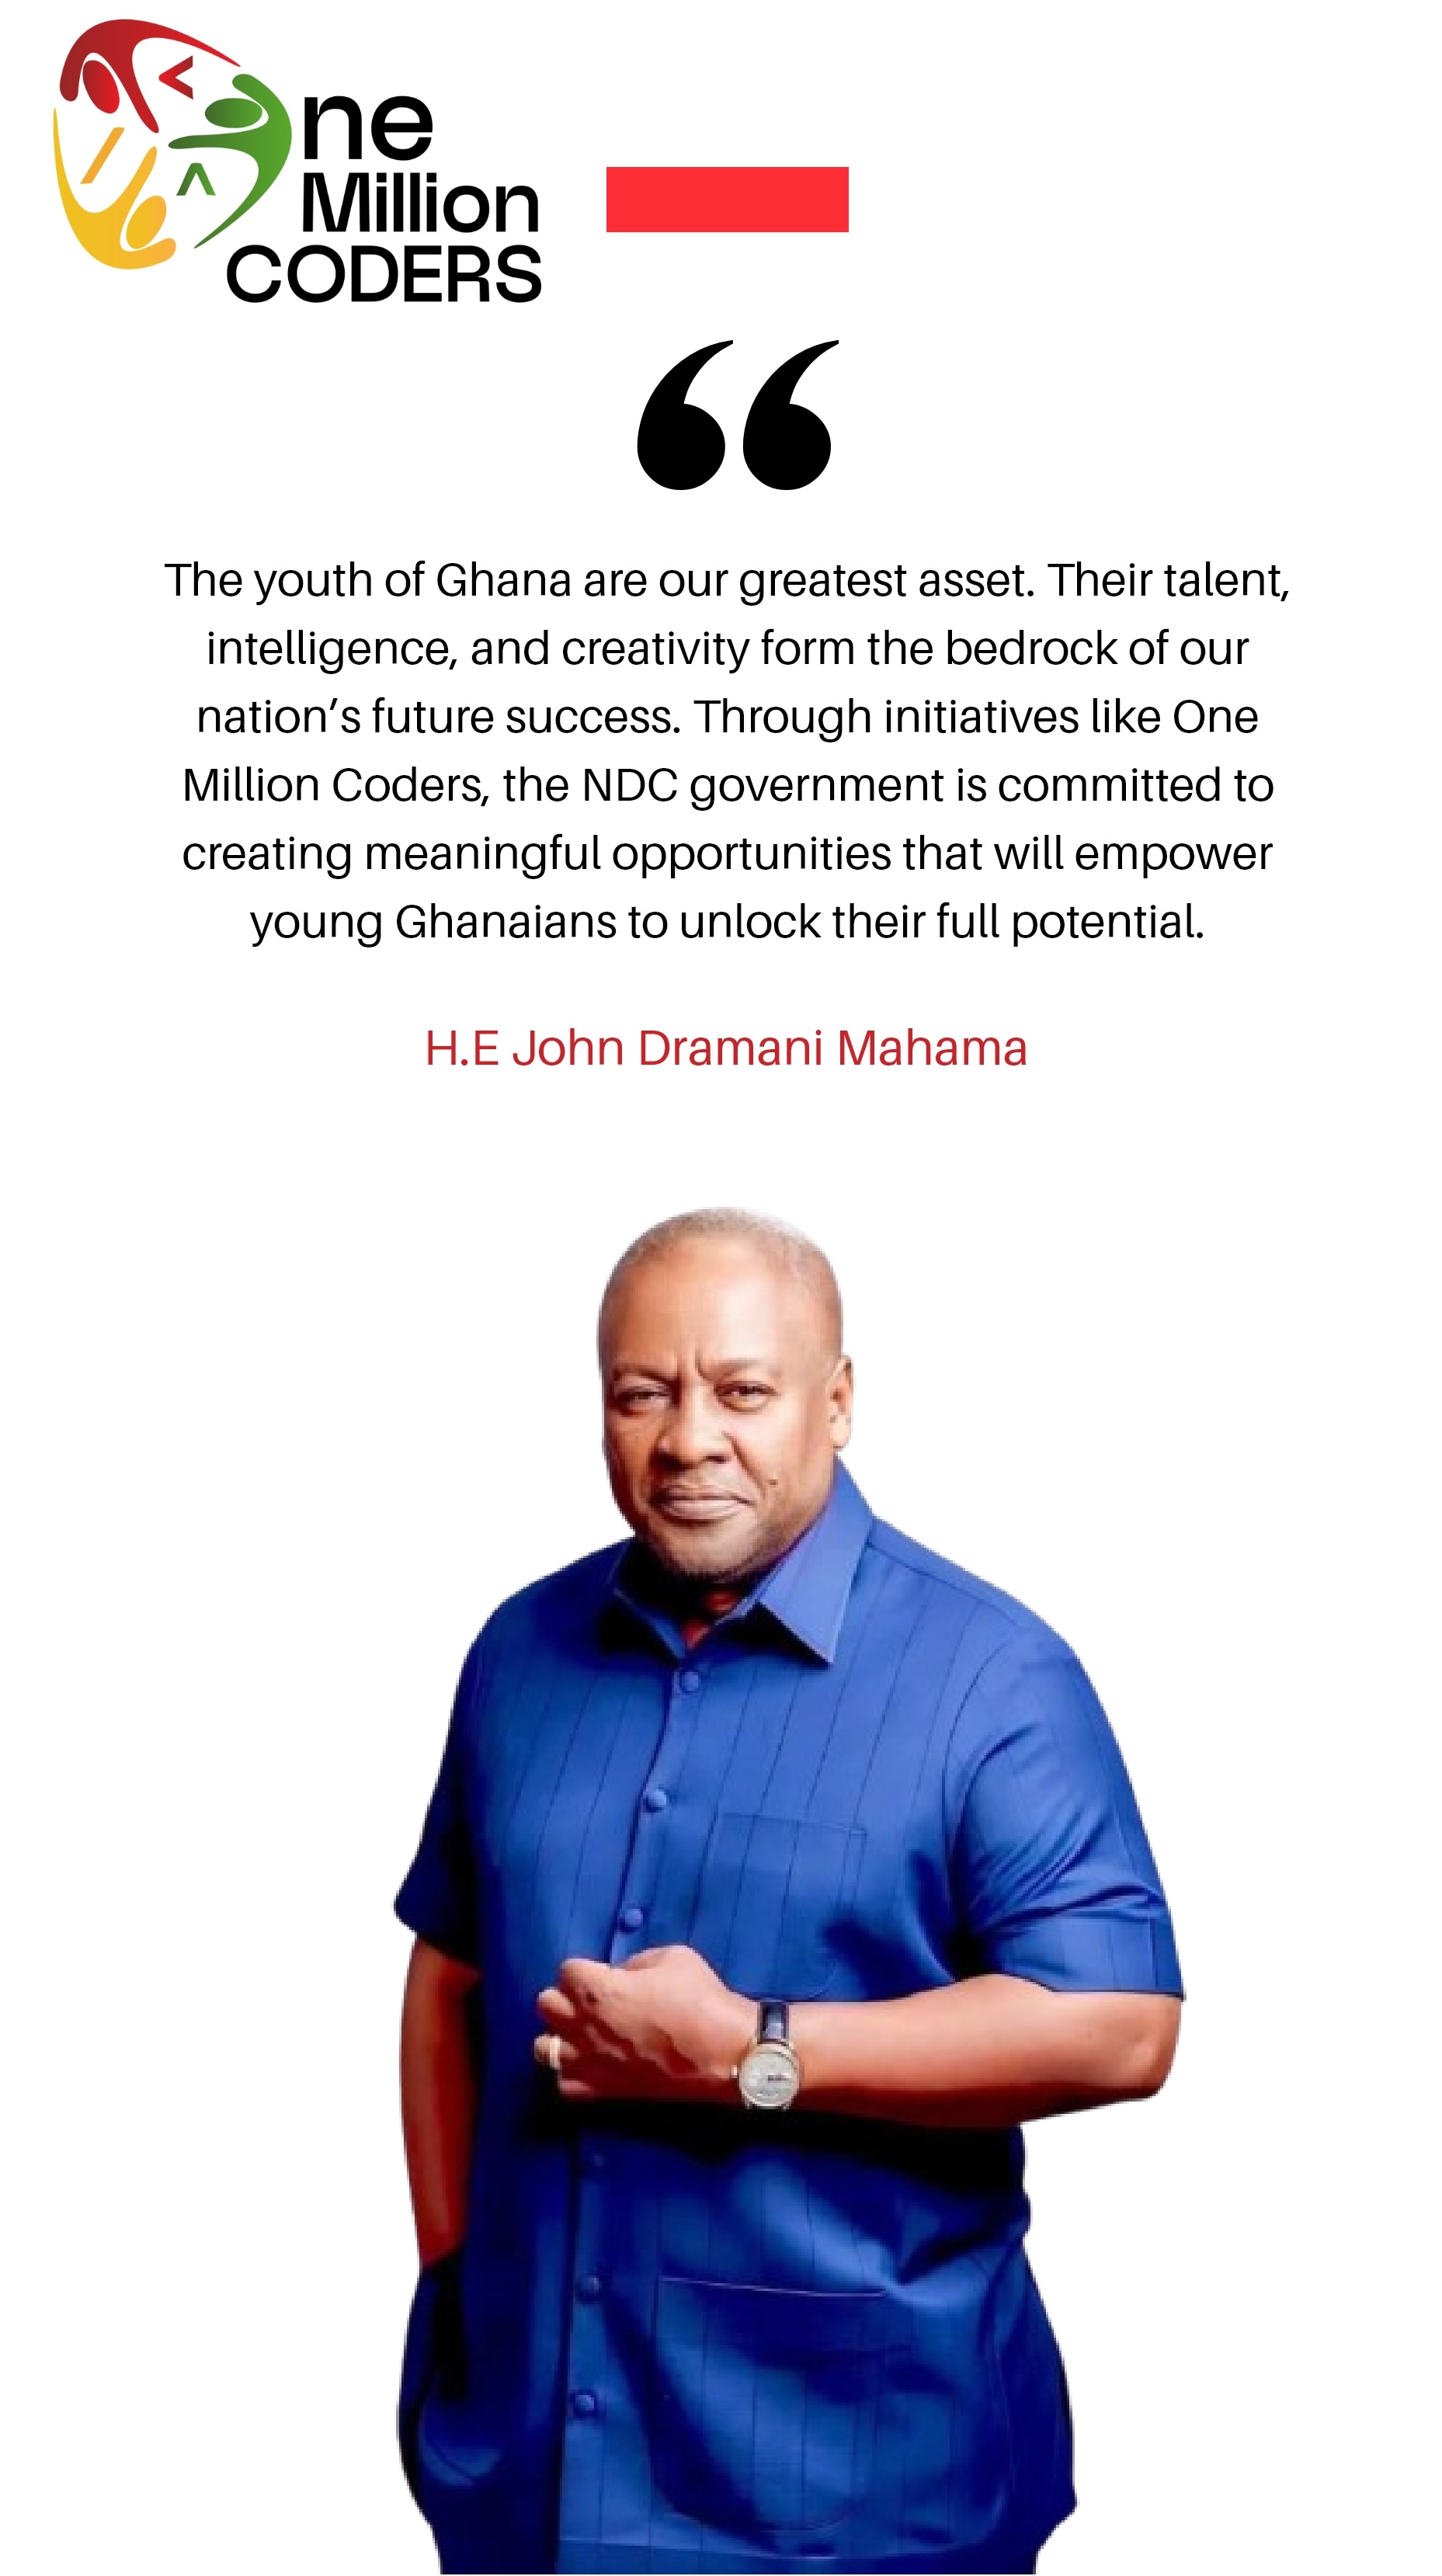 One
Million
CODERS
“
The youth of Ghana are our greatest asset. Their talent,
intelligence, and creativity form the bedrock of our
nation’s future success. Through initiatives like One
Million Coders, the NDC government is committed to
creating meaningful opportunities that will empower
young Ghanaians to unlock their full potential.
H.E John Dramani Mahama